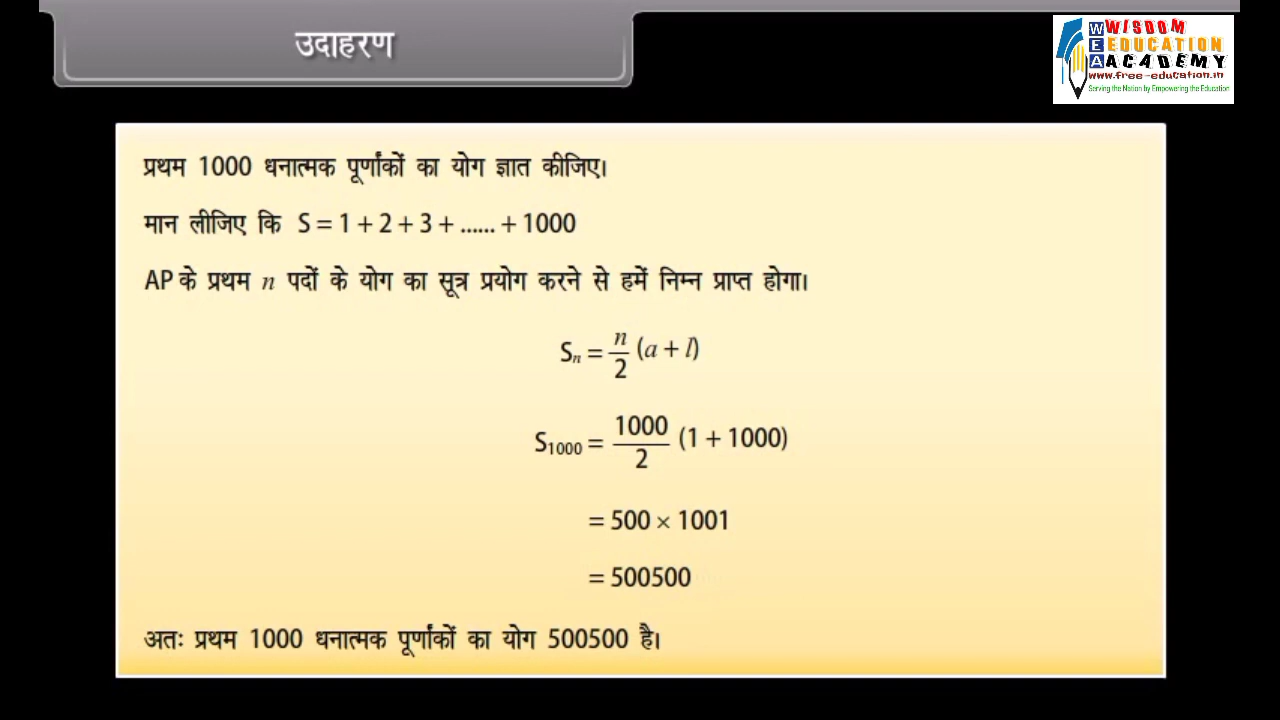 उदाहरण
WISDOM
WEA EDUCATION
ACADEMY
www.free-education.in
Serving the Nation by Empowering the Education
प्रथम 1000 धनात्मक पूर्णांकों का योग ज्ञात कीजिए।
मान लीजिए कि S = 1 + 2 + 3 + ...... + 1000
AP के प्रथम n पदों के योग का सूत्र प्रयोग करने से हमें निम्न प्राप्त होगा।
Sn = n/2 (a + l)
S1000 = 1000/2 (1 + 1000)
= 500 × 1001
= 500500
अतः प्रथम 1000 धनात्मक पूर्णांकों का योग 500500 है।